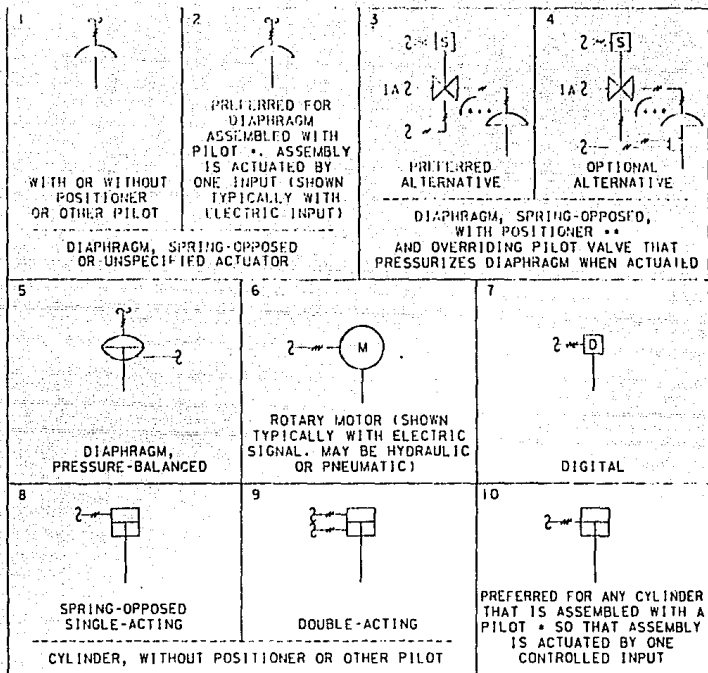 1
WITH OR WITHOUT
POSITIONER
OR OTHER PILOT
2
PREFERRED FOR
DIAPHRAGM
ASSEMBLED WITH
PILOT •. ASSEMBLY
IS ACTUATED BY
ONE INPUT (SHOWN
TYPICALLY WITH
ELECTRIC INPUT)
DIAPHRAGM, SPRING-OPPOSED
OR UNSPECIFIED ACTUATOR
3
S
IA
PREFERRED
ALTERNATIVE
4
S
IA
OPTIONAL
ALTERNATIVE
DIAPHRAGM, SPRING-OPPOSED,
WITH POSITIONER ••
AND OVERRIDING PILOT VALVE THAT
PRESSURIZES DIAPHRAGM WHEN ACTUATED
5
DIAPHRAGM,
PRESSURE-BALANCED
6
M
ROTARY MOTOR (SHOWN
TYPICALLY WITH ELECTRIC
SIGNAL. MAY BE HYDRAULIC
OR PNEUMATIC)
7
D
DIGITAL
8
SPRING-OPPOSED
SINGLE-ACTING
9
DOUBLE-ACTING
CYLINDER, WITHOUT POSITIONER OR OTHER PILOT
10
PREFERRED FOR ANY CYLINDER
THAT IS ASSEMBLED WITH A
PILOT • SO THAT ASSEMBLY
IS ACTUATED BY ONE
CONTROLLED INPUT